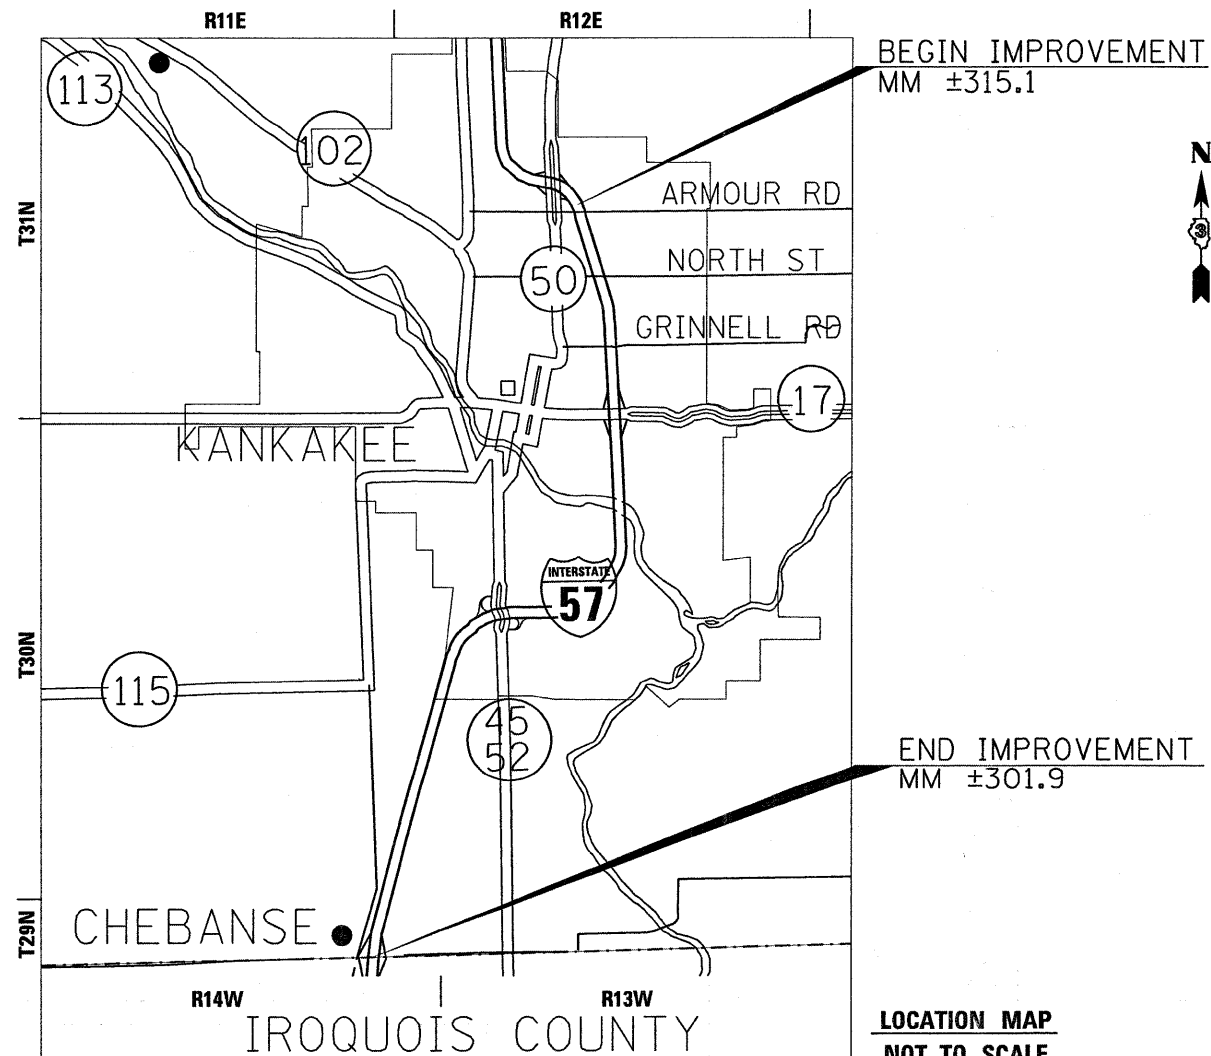 R11E
R12E
BEGIN IMPROVEMENT
MM ±315.1
113
102
N
3
ARMOUR RD
T31N
NORTH ST
50
GRINNELL RD
17
KANKAKEE
INTERSTATE
57
T30N
115
45
52
END IMPROVEMENT
MM ±301.9
CHEBANSE
T29N
R14W
R13W
IROQUOIS COUNTY
LOCATION MAP
NOT TO SCALE